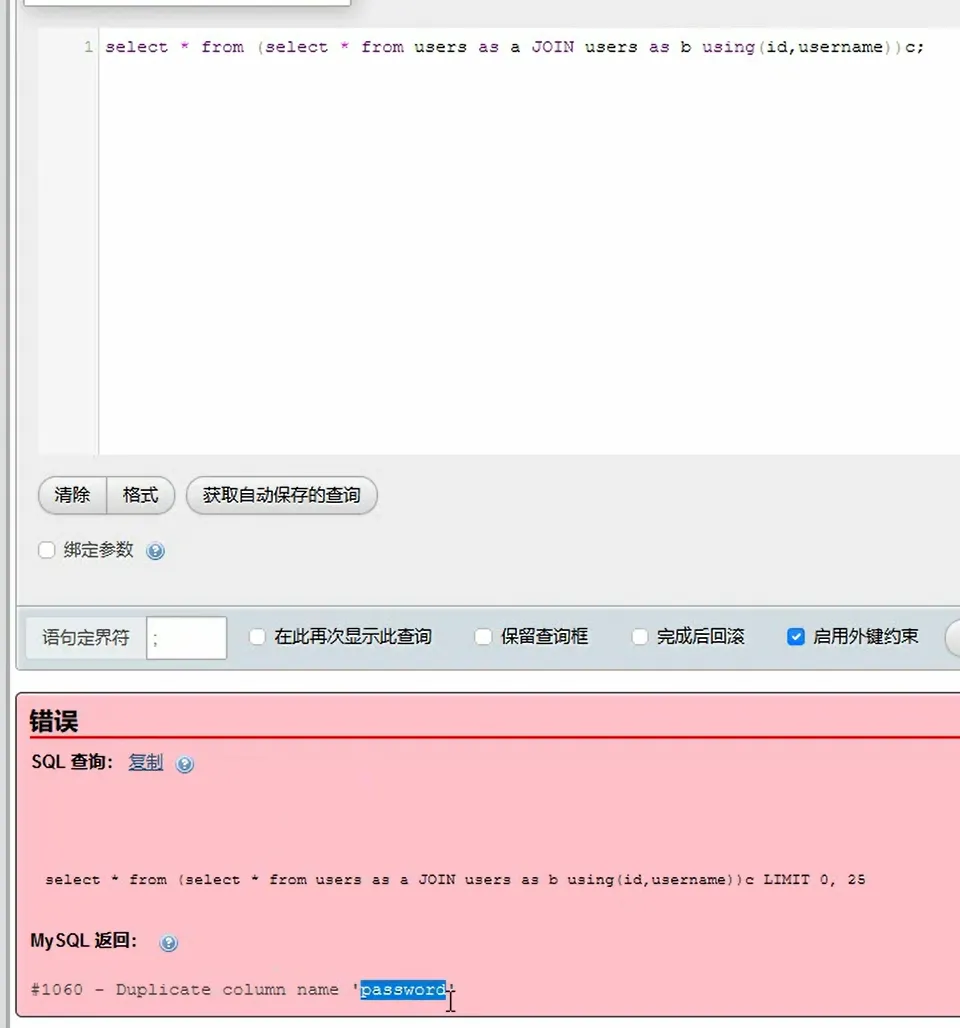 1 select * from (select * from users as a JOIN users as b using(id,username))c;
清除 格式 获取自动保存的查询
绑定参数
语句定界符 ; 在此再次显示此查询 保留查询框 完成后回滚 启用外键约束
错误
SQL 查询: 复制
select * from (select * from users as a JOIN users as b using(id,username))c LIMIT 0, 25
MySQL 返回:
#1060 - Duplicate column name 'password'